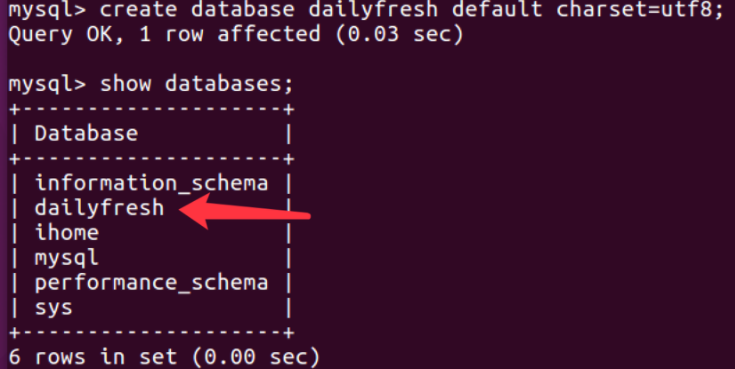 mysql> create database dailyfresh default charset=utf8;
Query OK, 1 row affected (0.03 sec)
mysql> show databases;
+--------------------+
| Database           |
+--------------------+
| information_schema |
| dailyfresh         |
| ihome              |
| mysql              |
| performance_schema |
| sys                |
+--------------------+
6 rows in set (0.00 sec)